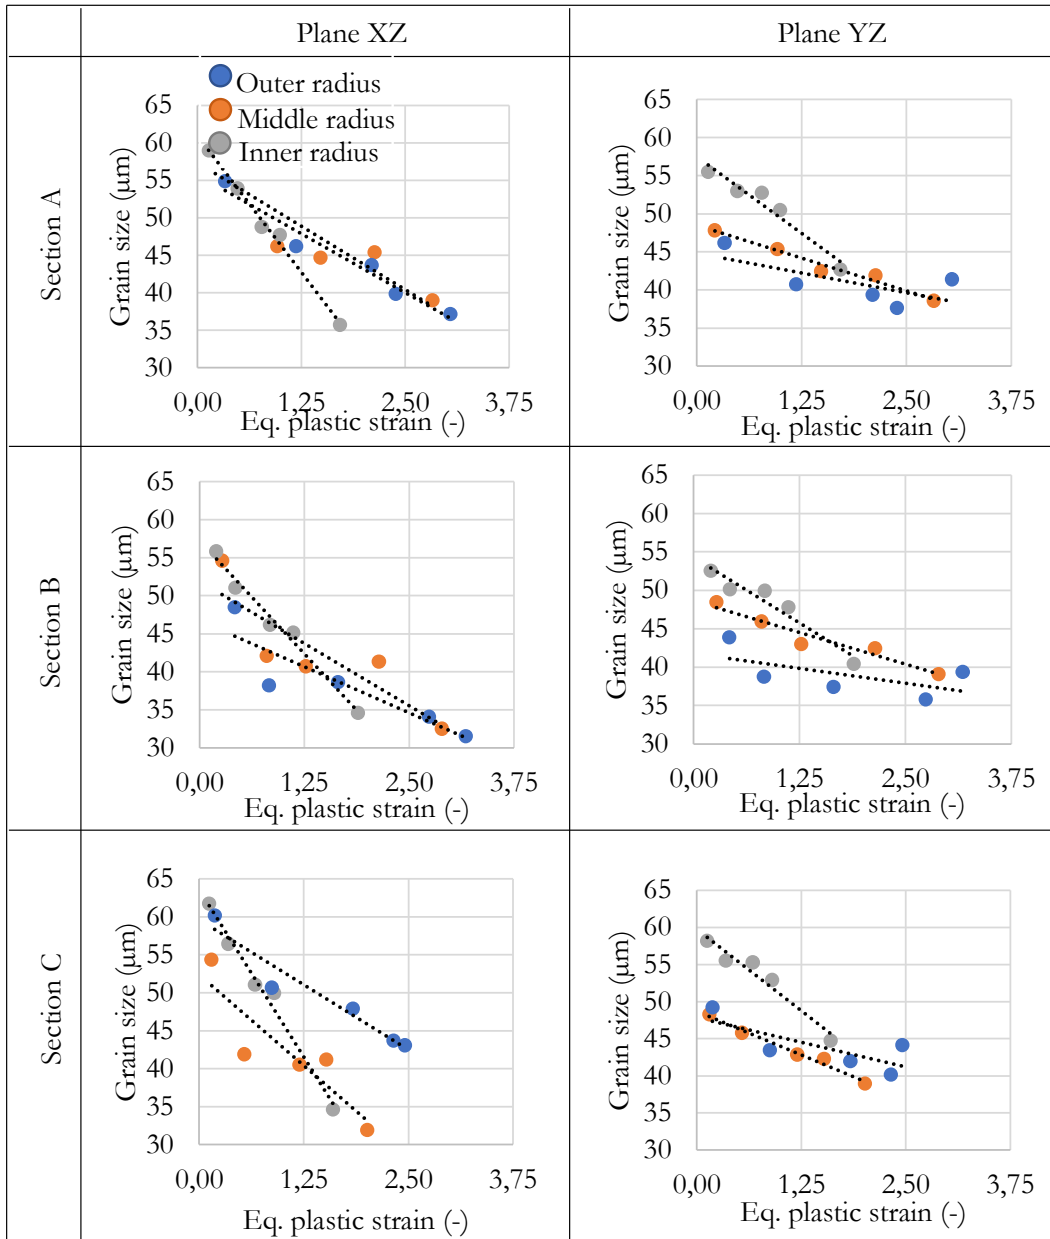 Plane XZ
Plane YZ
Section A
Outer radius
Middle radius
Inner radius
Grain size (µm)
65
60
55
50
45
40
35
30
0,00 1,25 2,50 3,75
Eq. plastic strain (-)
Grain size (µm)
65
60
55
50
45
40
35
30
0,00 1,25 2,50 3,75
Eq. plastic strain (-)
Section B
Grain size (µm)
65
60
55
50
45
40
35
30
0,00 1,25 2,50 3,75
Eq. plastic strain (-)
Grain size (µm)
65
60
55
50
45
40
35
30
0,00 1,25 2,50 3,75
Eq. plastic strain (-)
Section C
Grain size (µm)
65
60
55
50
45
40
35
30
0,00 1,25 2,50 3,75
Eq. plastic strain (-)
Grain size (µm)
65
60
55
50
45
40
35
30
0,00 1,25 2,50 3,75
Eq. plastic strain (-)